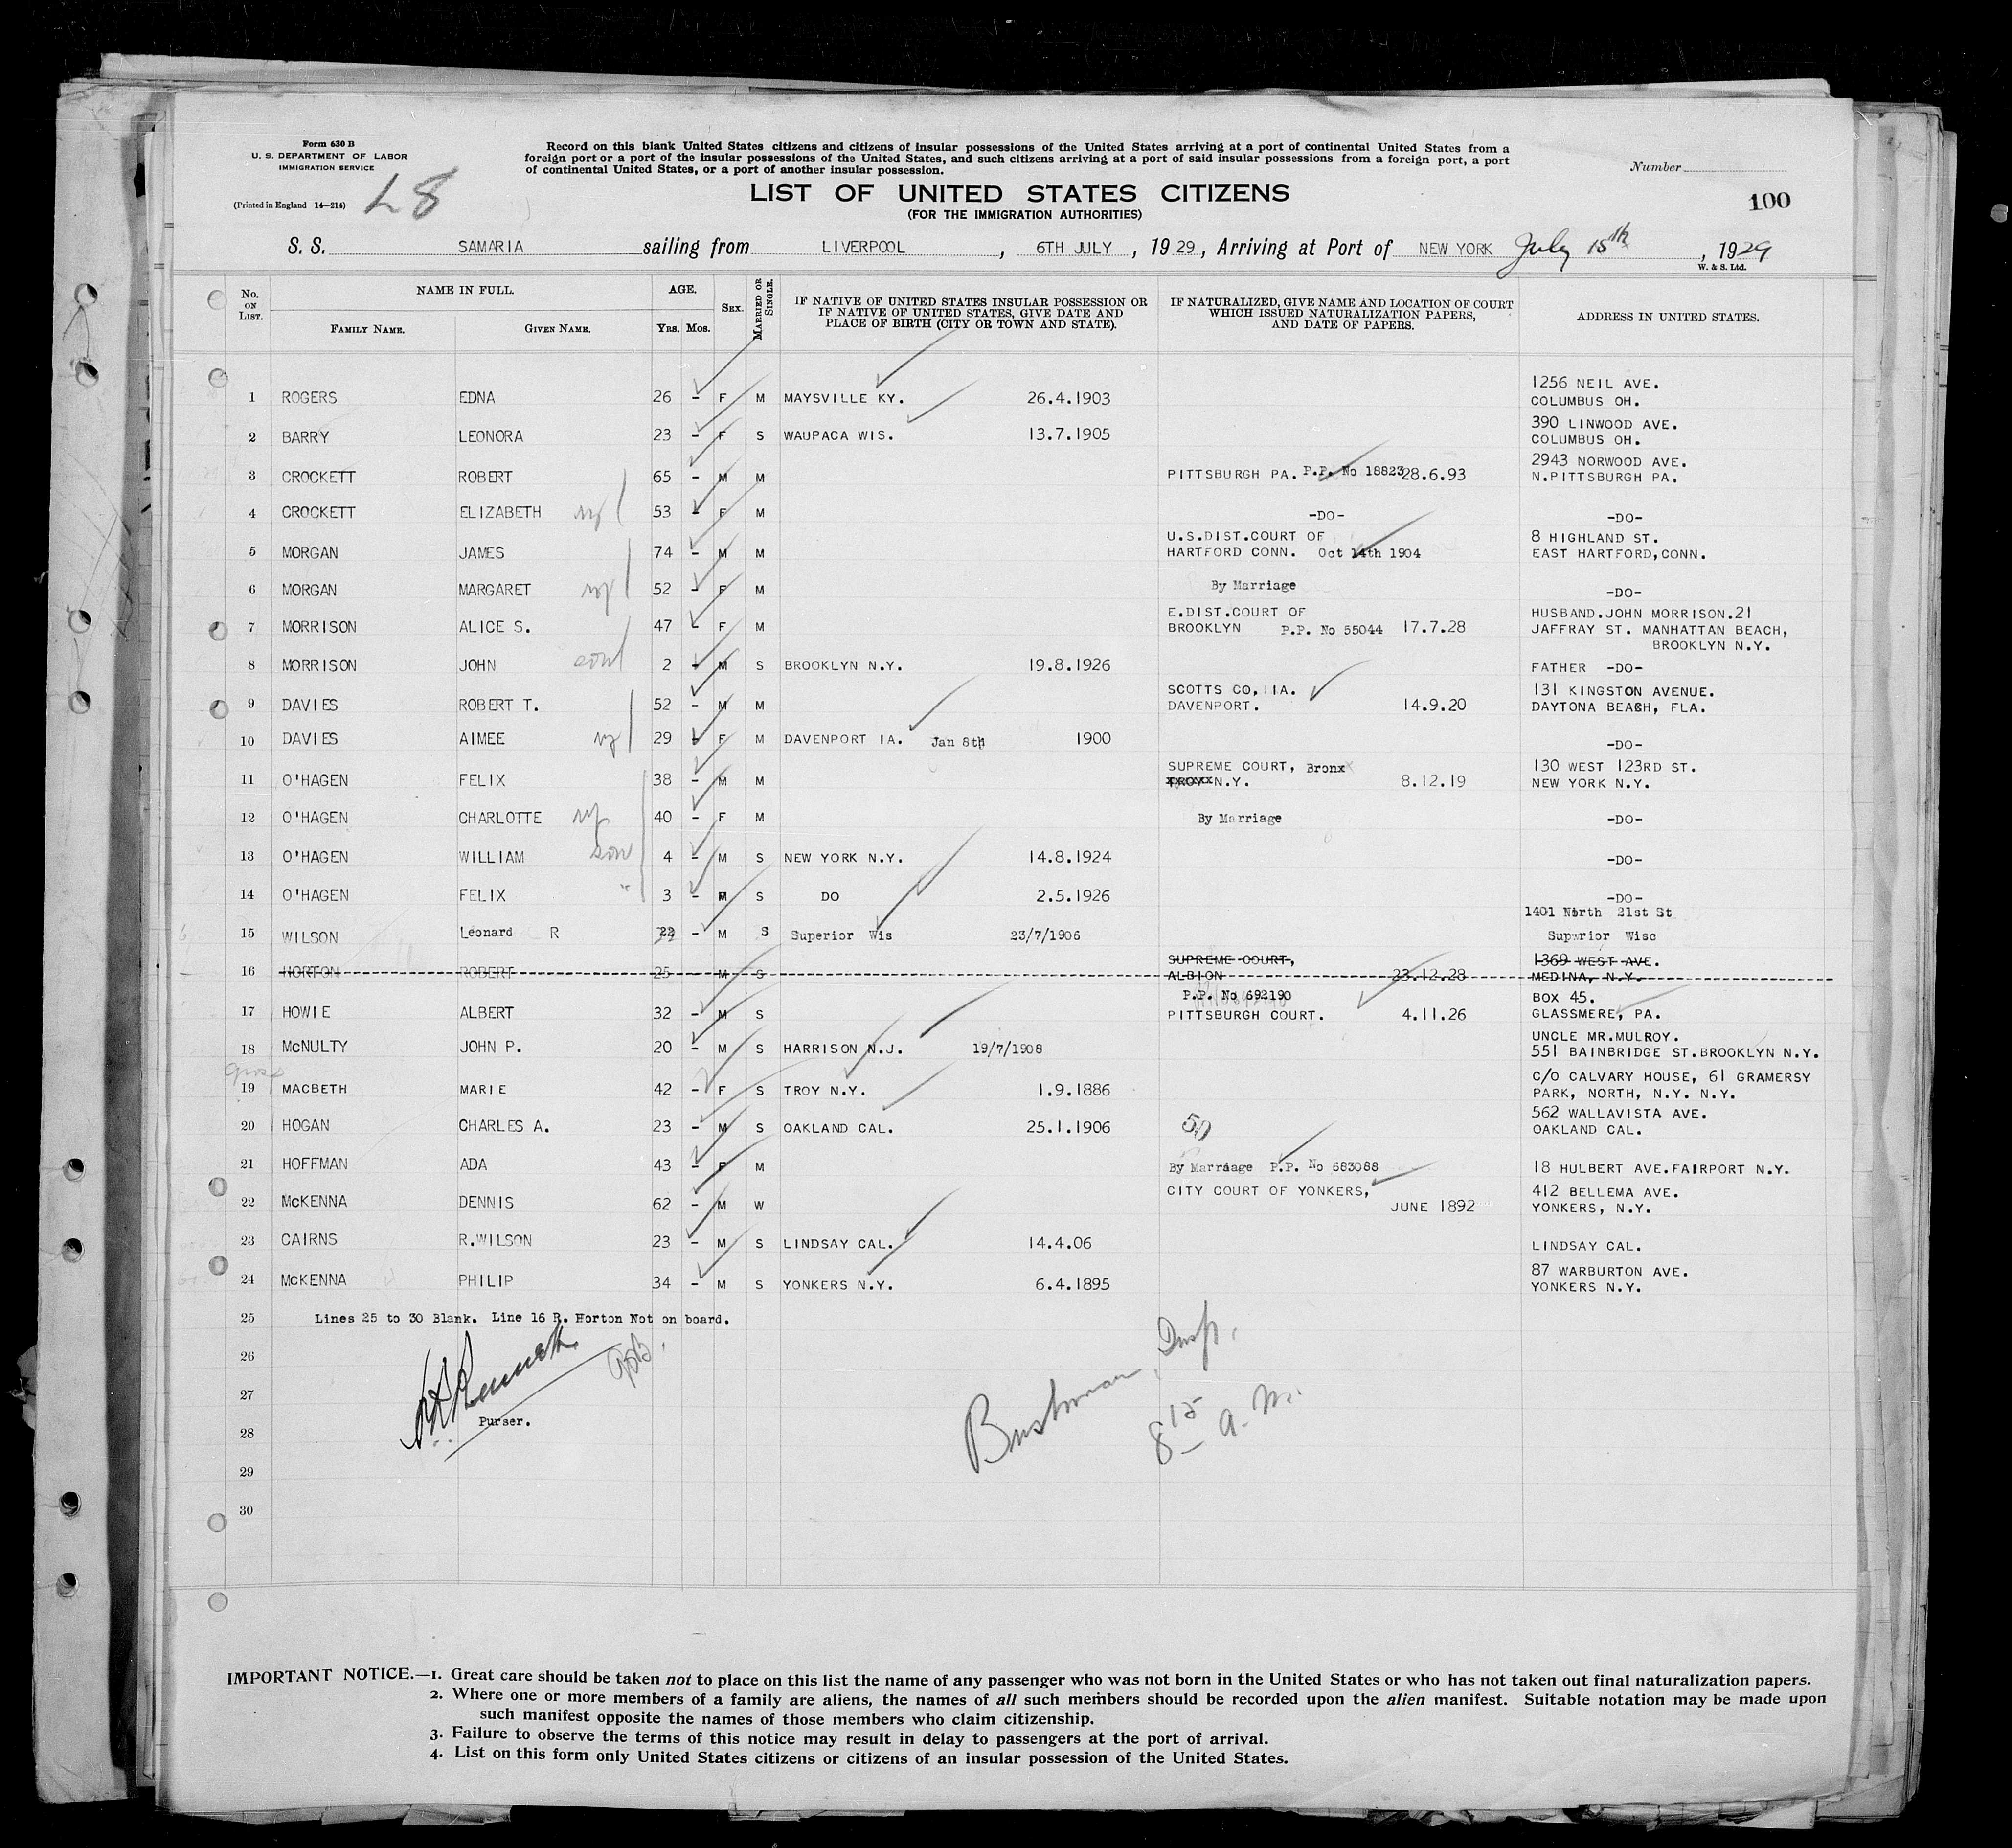 Form 630 B
U. S. DEPARTMENT OF LABOR
IMMIGRATION SERVICE
(Printed in England 14—214)
L8
Record on this blank United States citizens and citizens of insular possessions of the United States arriving at a port of continental United States from a
foreign port or a port of the insular possessions of the United States, and such citizens arriving at a port of said insular possessions from a foreign port, a port
of continental United States, or a port of another insular possession.
Number
100
LIST OF UNITED STATES CITIZENS
(FOR THE IMMIGRATION AUTHORITIES)
S. S. SAMARIA sailing from LIVERPOOL, 6TH JULY, 1929, Arriving at Port of NEW YORK July 15th, 1929
W. & S. Ltd.
No. ON LIST.
NAME IN FULL.
FAMILY NAME. GIVEN NAME.
AGE.
Yrs. Mos.
SEX.
MARRIED OR SINGLE.
IF NATIVE OF UNITED STATES INSULAR POSSESSION OR
IF NATIVE OF UNITED STATES, GIVE DATE AND
PLACE OF BIRTH (CITY OR TOWN AND STATE).
IF NATURALIZED, GIVE NAME AND LOCATION OF COURT
WHICH ISSUED NATURALIZATION PAPERS,
AND DATE OF PAPERS.
ADDRESS IN UNITED STATES.
1256 NEIL AVE.
1 ROGERS EDNA 26 - F M MAYSVILLE KY. 26.4.1903 COLUMBUS OH.
390 LINWOOD AVE.
2 BARRY LEONORA 23 - F S WAUPACA WIS. 13.7.1905 COLUMBUS OH.
2943 NORWOOD AVE.
3 CROCKETT ROBERT 65 - M M PITTSBURGH PA. P.P. No 18823 28.6.93 N.PITTSBURGH PA.
4 CROCKETT ELIZABETH wf 53 - F M -DO- -DO-
U.S.DIST.COURT OF 8 HIGHLAND ST.
5 MORGAN JAMES 74 - M M HARTFORD CONN. Oct 14th 1904 EAST HARTFORD,CONN.
6 MORGAN MARGARET wf 52 - F M By Marriage -DO-
E.DIST.COURT OF HUSBAND.JOHN MORRISON.21
7 MORRISON ALICE S. 47 - F M BROOKLYN P.P. No 55044 17.7.28 JAFFRAY ST. MANHATTAN BEACH,
BROOKLYN N.Y.
8 MORRISON JOHN son 2 - M S BROOKLYN N.Y. 19.8.1926 FATHER -DO-
SCOTTS CO, IA. 131 KINGSTON AVENUE.
9 DAVIES ROBERT T. 52 - M M DAVENPORT. 14.9.20 DAYTONA BEACH, FLA.
10 DAVIES AIMEE wf 29 - F M DAVENPORT IA. Jan 8th 1900 -DO-
SUPREME COURT, Bronx 130 WEST 123RD ST.
11 O'HAGEN FELIX 38 - M M TROY N.Y. 8.12.19 NEW YORK N.Y.
12 O'HAGEN CHARLOTTE wf 40 - F M By Marriage -DO-
13 O'HAGEN WILLIAM son 4 - M S NEW YORK N.Y. 14.8.1924 -DO-
14 O'HAGEN FELIX " 3 - M S DO 2.5.1926 -DO-
1401 North 21st St
15 WILSON Leonard R 22 - M S Superior Wis 23/7/1906 Superior Wisc
SUPREME COURT, 1369 WEST AVE.
16 HORTON ROBERT 25 - M S ALBION 23.12.28 MEDINA, N.Y.
P.P. No 692190 BOX 45.
17 HOWIE ALBERT 32 - M S PITTSBURGH COURT. 4.11.26 GLASSMERE, PA.
UNCLE MR.MULROY.
18 McNULTY JOHN P. 20 - M S HARRISON N.J. 19/7/1908 551 BAINBRIDGE ST.BROOKLYN N.Y.
C/O CALVARY HOUSE, 61 GRAMERSY
19 MACBETH MARIE 42 - F S TROY N.Y. 1.9.1886 PARK, NORTH, N.Y. N.Y.
562 WALLAVISTA AVE.
20 HOGAN CHARLES A. 23 - M S OAKLAND CAL. 25.1.1906 50 OAKLAND CAL.
21 HOFFMAN ADA 43 - F M By Marriage P.P. No 683088 18 HULBERT AVE.FAIRPORT N.Y.
CITY COURT OF YONKERS, 412 BELLEMA AVE.
22 McKENNA DENNIS 62 - M W JUNE 1892 YONKERS, N.Y.
23 CAIRNS R.WILSON 23 - M S LINDSAY CAL. 14.4.06 LINDSAY CAL.
87 WARBURTON AVE.
24 McKENNA PHILIP 34 - M S YONKERS N.Y. 6.4.1895 YONKERS N.Y.
25 Lines 25 to 30 Blank. Line 16 R. Horton Not on board.
26
27
Purser.
28
29
30
Bushman, Insp.
8 15 a.m.
IMPORTANT NOTICE.—1. Great care should be taken not to place on this list the name of any passenger who was not born in the United States or who has not taken out final naturalization papers.
2. Where one or more members of a family are aliens, the names of all such members should be recorded upon the alien manifest. Suitable notation may be made upon
such manifest opposite the names of those members who claim citizenship.
3. Failure to observe the terms of this notice may result in delay to passengers at the port of arrival.
4. List on this form only United States citizens or citizens of an insular possession of the United States.